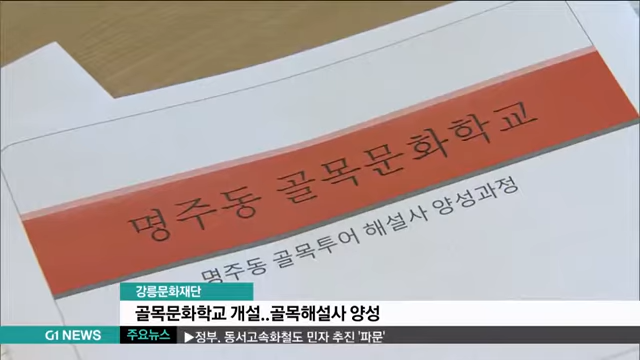 명주동 골목문화학교
명주동 골목투어 해설사 양성과정
강릉문화재단
골목문화학교 개설..골목해설사 양성
G1 NEWS 주요뉴스 ▶정부, 동서고속화철도 민자 추진 '파문'